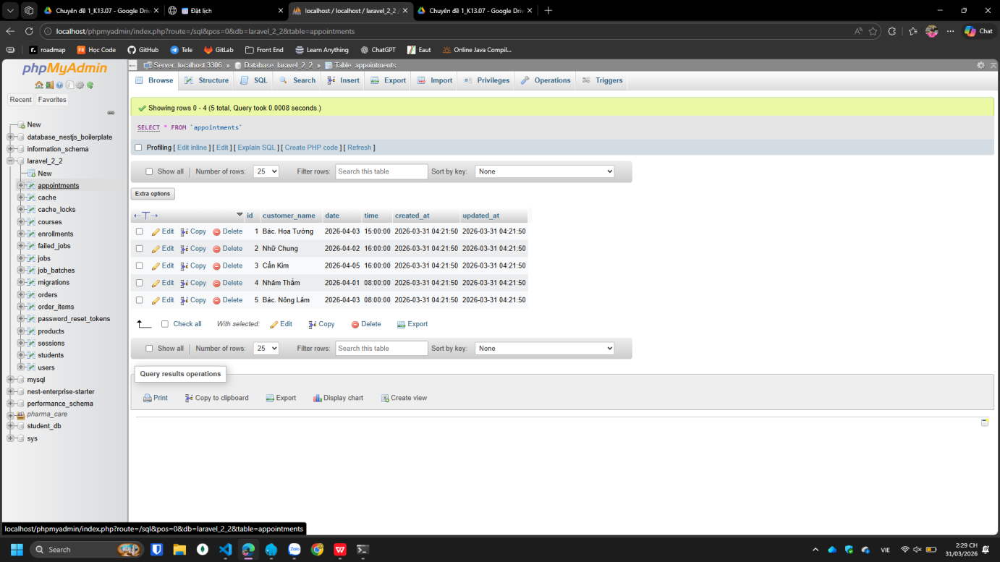 Chuyên đề 1_K13.07 - Google Driv
Đặt lịch
localhost / localhost / laravel_2_2 /
Chuyên đề 1_K13.07 - Google Driv
localhost/phpmyadmin/index.php?route=/sql&pos=0&db=laravel_2_2&table=appointments
Chat
roadmap
Học Code
GitHub
Tele
GitLab
Front End
Learn Anything
ChatGPT
Eaut
Online Java Compil...
phpMyAdmin
Recent
Favorites
New
database_nestjs_boilerplate
information_schema
laravel_2_2
New
appointments
cache
cache_locks
courses
enrollments
failed_jobs
jobs
job_batches
migrations
orders
order_items
password_reset_tokens
products
sessions
students
users
mysql
nest-enterprise-starter
performance_schema
pharma_care
student_db
sys
Server: localhost:3306 » Database: laravel_2_2 » Table: appointments
Browse Structure SQL Search Insert Export Import Privileges Operations Triggers
Showing rows 0 - 4 (5 total, Query took 0.0008 seconds.)
SELECT * FROM `appointments`
Profiling [ Edit inline ] [ Edit ] [ Explain SQL ] [ Create PHP code ] [ Refresh ]
Show all Number of rows: 25 Filter rows: Search this table Sort by key: None
Extra options
id customer_name date time created_at updated_at
Edit Copy Delete 1 Bác. Hoa Tường 2026-04-03 15:00:00 2026-03-31 04:21:50 2026-03-31 04:21:50
Edit Copy Delete 2 Nhữ Chung 2026-04-02 16:00:00 2026-03-31 04:21:50 2026-03-31 04:21:50
Edit Copy Delete 3 Cấn Kim 2026-04-05 16:00:00 2026-03-31 04:21:50 2026-03-31 04:21:50
Edit Copy Delete 4 Nhâm Thắm 2026-04-01 08:00:00 2026-03-31 04:21:50 2026-03-31 04:21:50
Edit Copy Delete 5 Bác. Nông Lâm 2026-04-03 08:00:00 2026-03-31 04:21:50 2026-03-31 04:21:50
Check all With selected: Edit Copy Delete Export
Show all Number of rows: 25 Filter rows: Search this table Sort by key: None
Query results operations
Print Copy to clipboard Export Display chart Create view
localhost/phpmyadmin/index.php?route=/sql&pos=0&db=laravel_2_2&table=appointments
Search
Zalo
VIE
2:29 CH
31/03/2026